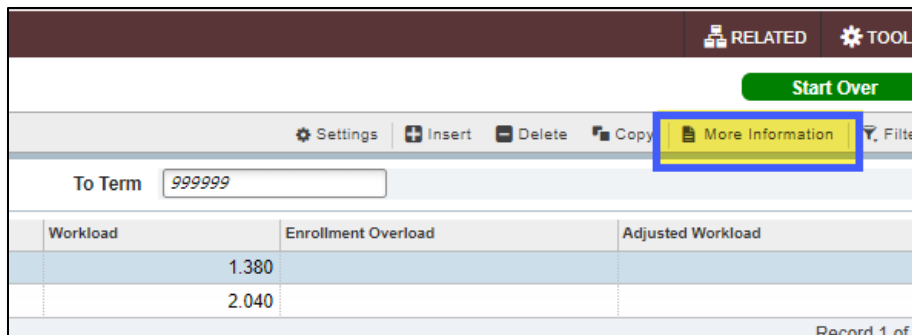 RELATED TOOL
Start Over
Settings Insert Delete Copy More Information Filte
To Term 999999
Workload Enrollment Overload Adjusted Workload
1.380
2.040
Record 1 of